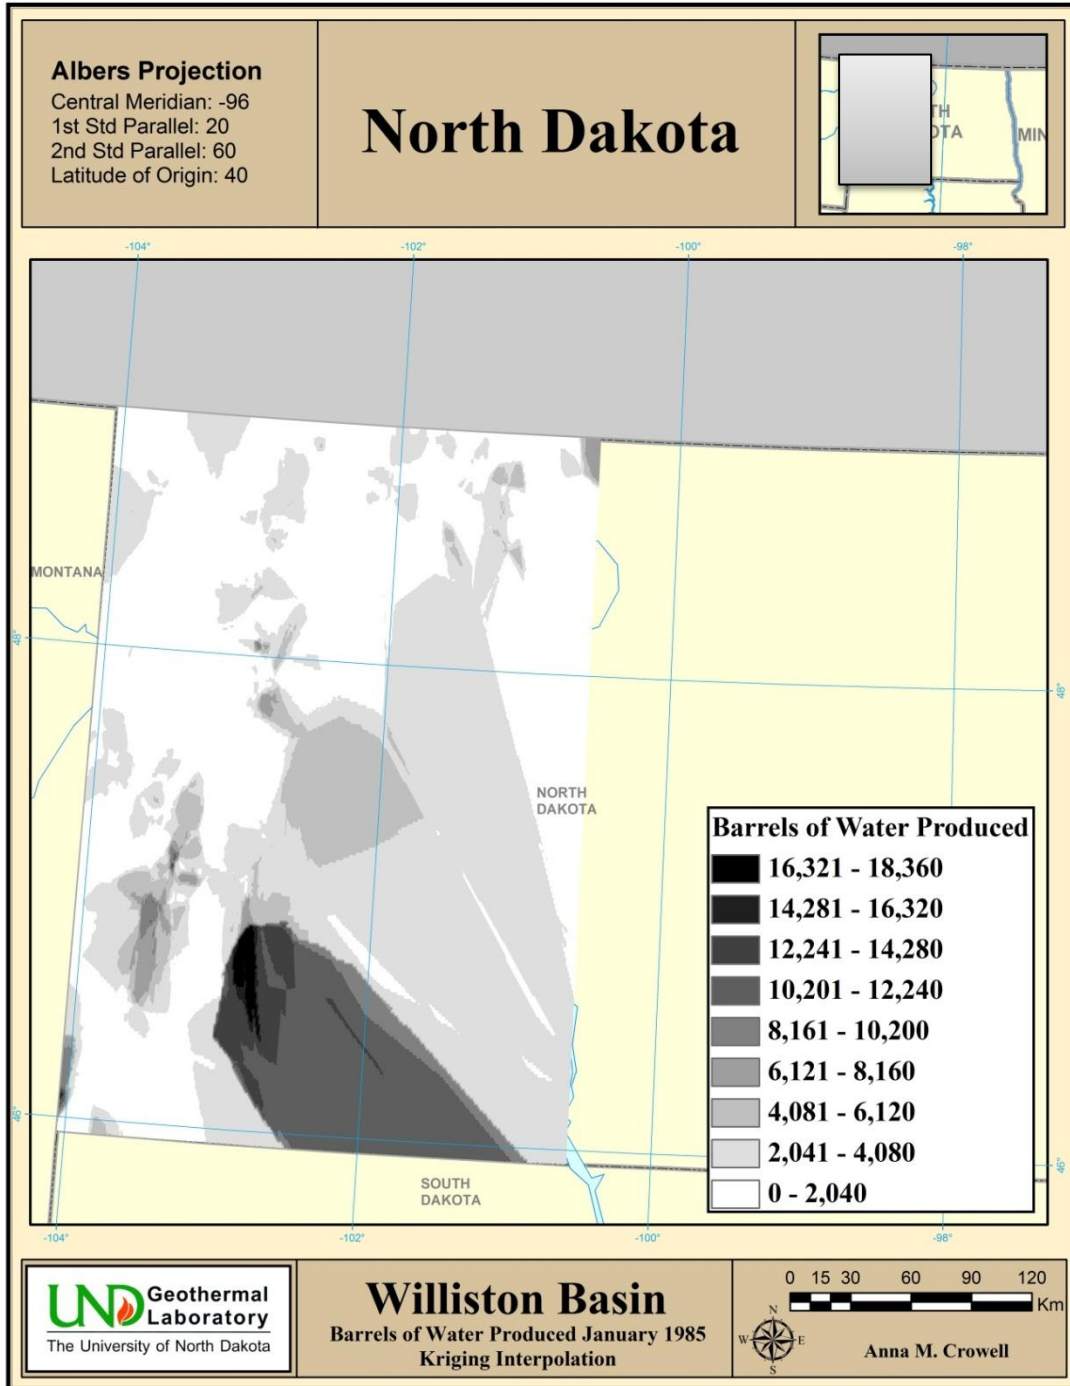 Albers Projection
Central Meridian: -96
1st Std Parallel: 20
2nd Std Parallel: 60
Latitude of Origin: 40
North Dakota
TH
OTA
MIN
-104°
-102°
-100°
-98°
MONTANA
48°
48°
NORTH
DAKOTA
Barrels of Water Produced
16,321 - 18,360
14,281 - 16,320
12,241 - 14,280
10,201 - 12,240
8,161 - 10,200
6,121 - 8,160
4,081 - 6,120
2,041 - 4,080
0 - 2,040
46°
46°
SOUTH
DAKOTA
-104°
-102°
-100°
-98°
UND Geothermal
Laboratory
The University of North Dakota
Williston Basin
Barrels of Water Produced January 1985
Kriging Interpolation
0 15 30 60 90 120
Km
N
W E
S
Anna M. Crowell